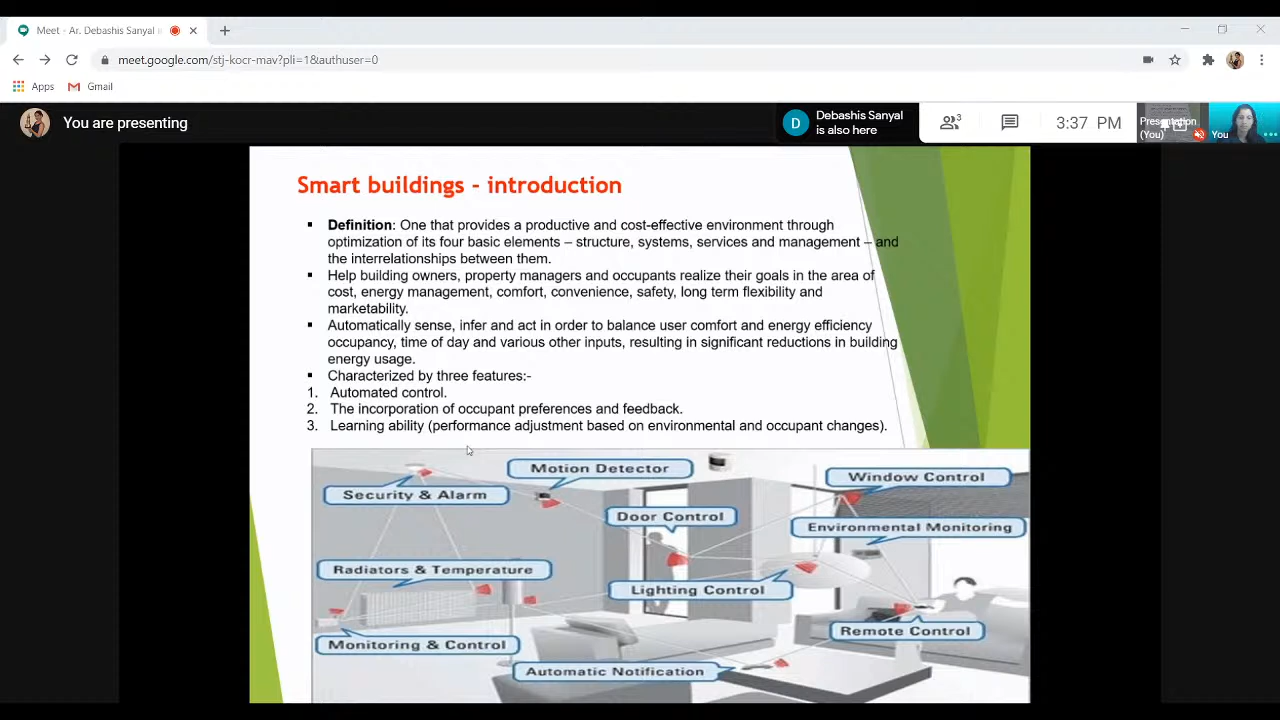 Meet - Ar. Debashis Sanyal i
meet.google.com/stj-kocr-mav?pli=1&authuser=0
Apps
Gmail
You are presenting
D
Debashis Sanyal
is also here
3
3:37 PM
Presentation
(You)
You
Smart buildings - introduction
▪ Definition: One that provides a productive and cost-effective environment through
optimization of its four basic elements – structure, systems, services and management – and
the interrelationships between them.
▪ Help building owners, property managers and occupants realize their goals in the area of
cost, energy management, comfort, convenience, safety, long term flexibility and
marketability.
▪ Automatically sense, infer and act in order to balance user comfort and energy efficiency
occupancy, time of day and various other inputs, resulting in significant reductions in building
energy usage.
▪ Characterized by three features:-
1. Automated control.
2. The incorporation of occupant preferences and feedback.
3. Learning ability (performance adjustment based on environmental and occupant changes).
Motion Detector
Window Control
Security & Alarm
Door Control
Environmental Monitoring
Radiators & Temperature
Lighting Control
Remote Control
Monitoring & Control
Automatic Notification